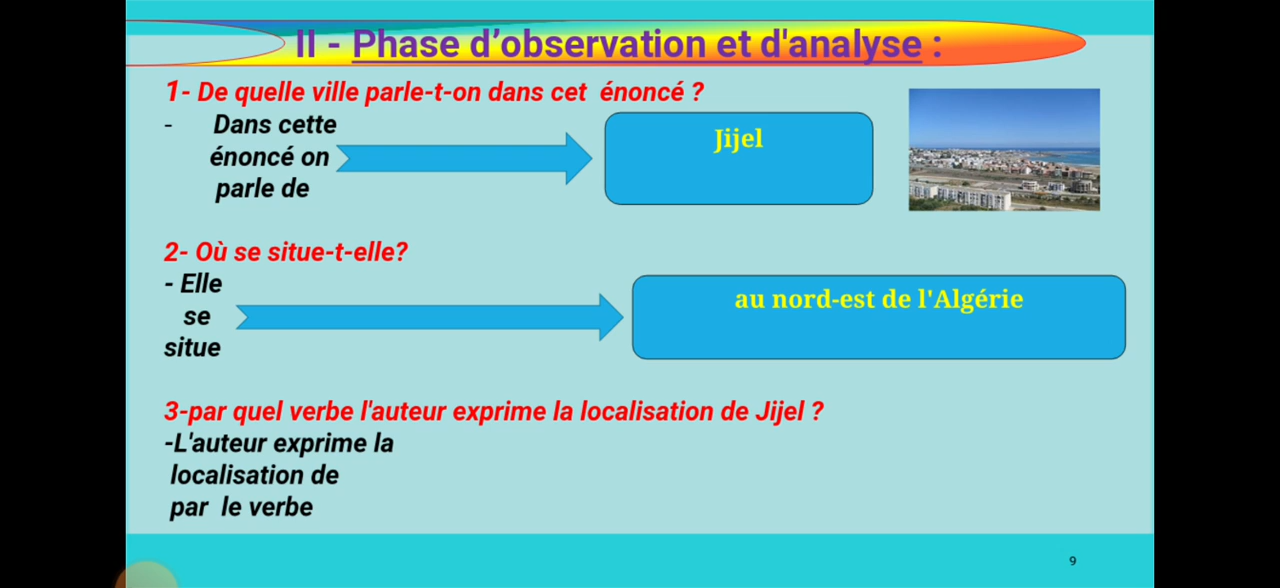 II - Phase d’observation et d'analyse :
1- De quelle ville parle-t-on dans cet énoncé ?
- Dans cette
énoncé on
parle de
Jijel
2- Où se situe-t-elle?
- Elle
se
situe
au nord-est de l'Algérie
3-par quel verbe l'auteur exprime la localisation de Jijel ?
-L'auteur exprime la
localisation de
par le verbe
9